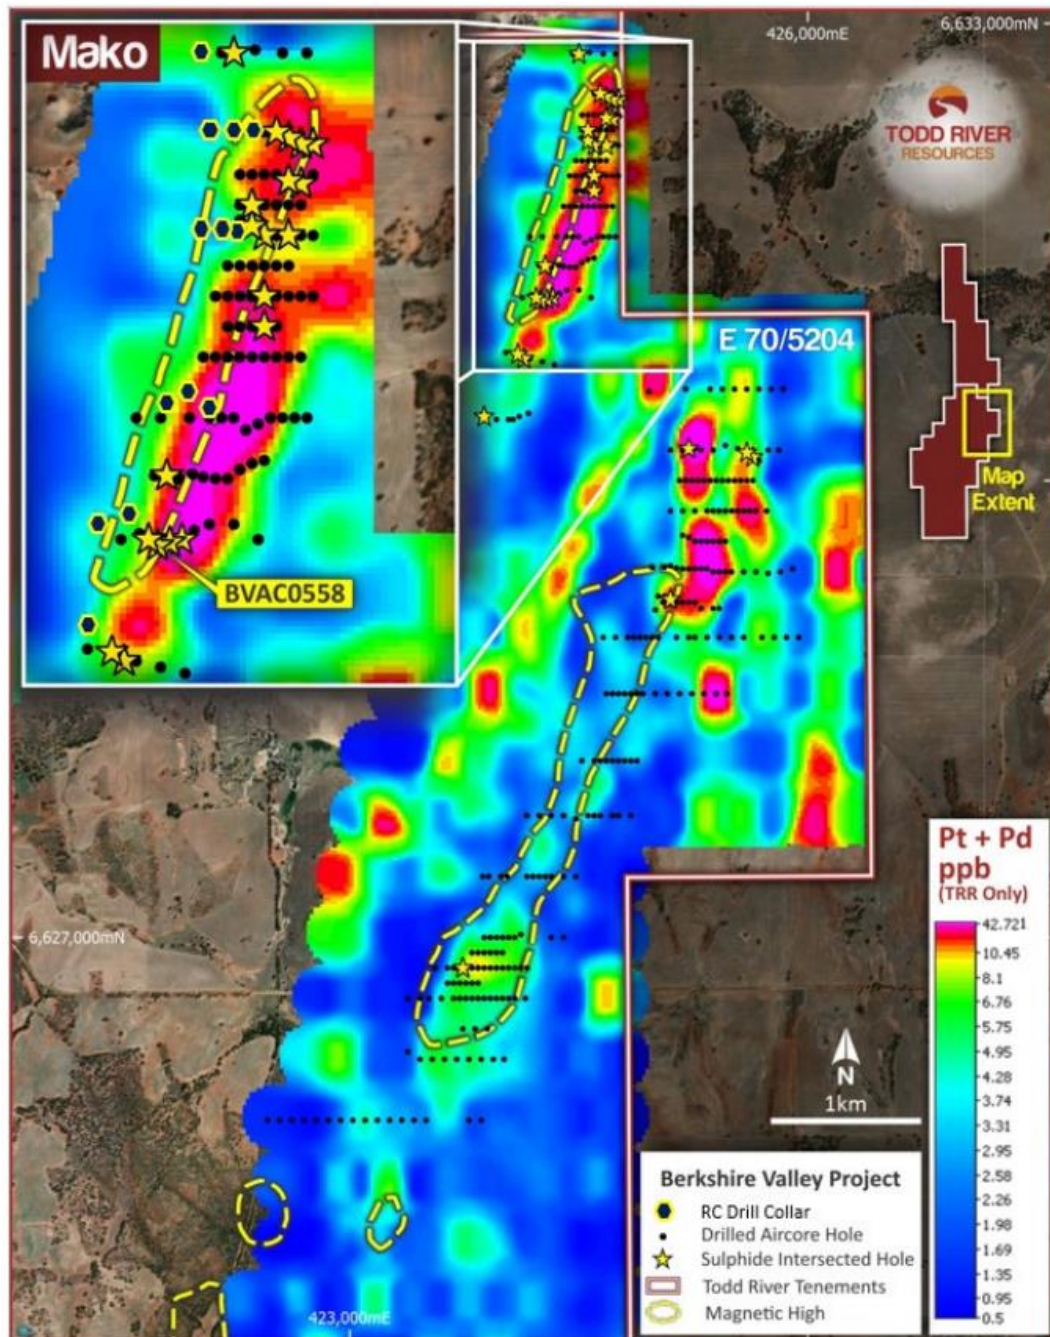 Mako
426,000mE
6,633,000mN
TODD RIVER
RESOURCES
E 70/5204
Map
Extent
BVAC0558
6,627,000mN
N
1km
423,000mE
Pt + Pd
ppb
(TRR Only)
42.721
10.45
8.1
6.76
5.75
4.95
4.28
3.74
3.31
2.95
2.58
2.26
1.98
1.69
1.35
0.95
0.5
Berkshire Valley Project
RC Drill Collar
Drilled Aircore Hole
Sulphide Intersected Hole
Todd River Tenements
Magnetic High